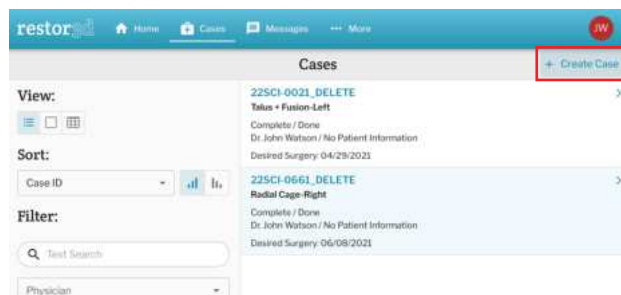 restor3d Home Cases Messages More JW
Cases
+ Create Case
View:
Sort:
Case ID
Filter:
Text Search
Physician
22SCI-0021_DELETE
Talus + Fusion-Left
Complete / Done
Dr. John Watson / No Patient Information
Desired Surgery: 04/29/2021
22SCI-0661_DELETE
Radial Cage-Right
Complete / Done
Dr. John Watson / No Patient Information
Desired Surgery: 06/08/2021